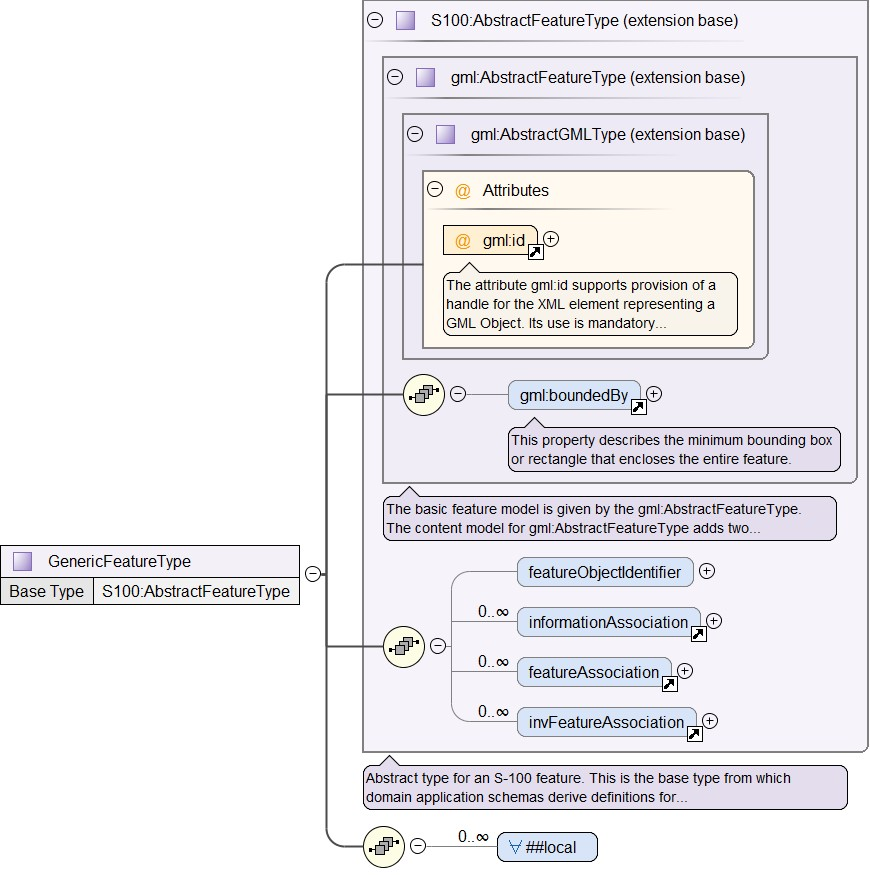 S100:AbstractFeatureType (extension base)
gml:AbstractFeatureType (extension base)
gml:AbstractGMLType (extension base)
@ Attributes
@ gml:id
The attribute gml:id supports provision of a
handle for the XML element representing a
GML Object. Its use is mandatory...
gml:boundedBy
This property describes the minimum bounding box
or rectangle that encloses the entire feature.
The basic feature model is given by the gml:AbstractFeatureType.
The content model for gml:AbstractFeatureType adds two...
GenericFeatureType
Base Type S100:AbstractFeatureType
featureObjectIdentifier
0..∞ informationAssociation
0..∞ featureAssociation
0..∞ invFeatureAssociation
Abstract type for an S-100 feature. This is the base type from which
domain application schemas derive definitions for...
0..∞ ∀ ##local